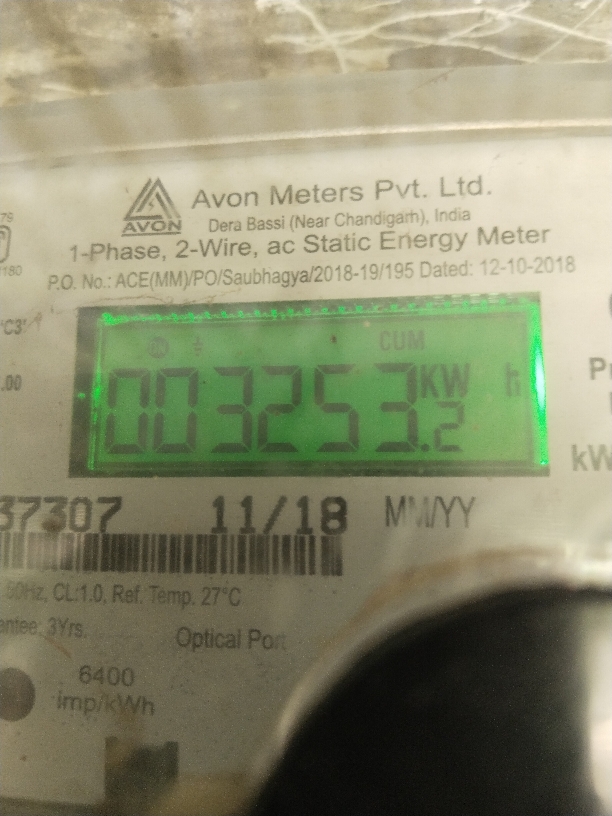 Avon Meters Pvt. Ltd.
AVON
Dera Bassi (Near Chandigarh), India
1-Phase, 2-Wire, ac Static Energy Meter
P.O. No.: ACE(MM)/PO/Saubhagya/2018-19/195 Dated: 12-10-2018
CUM
003253.2 KW h
37307 11/18 MM/YY
50Hz, CL:1.0, Ref. Temp. 27°C
3Yrs.
Optical Port
6400
imp/kWh